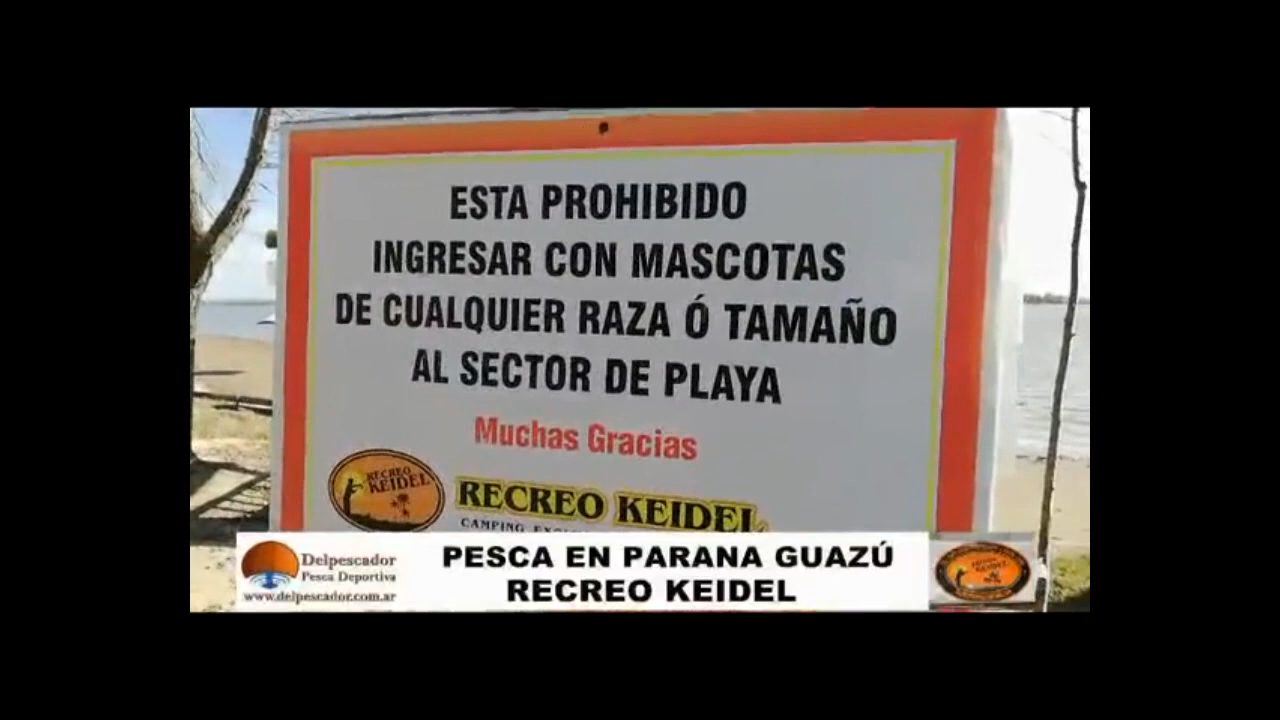 ESTA PROHIBIDO
INGRESAR CON MASCOTAS
DE CUALQUIER RAZA Ó TAMAÑO
AL SECTOR DE PLAYA
Muchas Gracias
RECREO
KEIDEL
RECREO KEIDEL
CAMPING
Delpescador
Pesca Deportiva
www.delpescador.com.ar
PESCA EN PARANA GUAZÚ
RECREO KEIDEL
KEIDEL